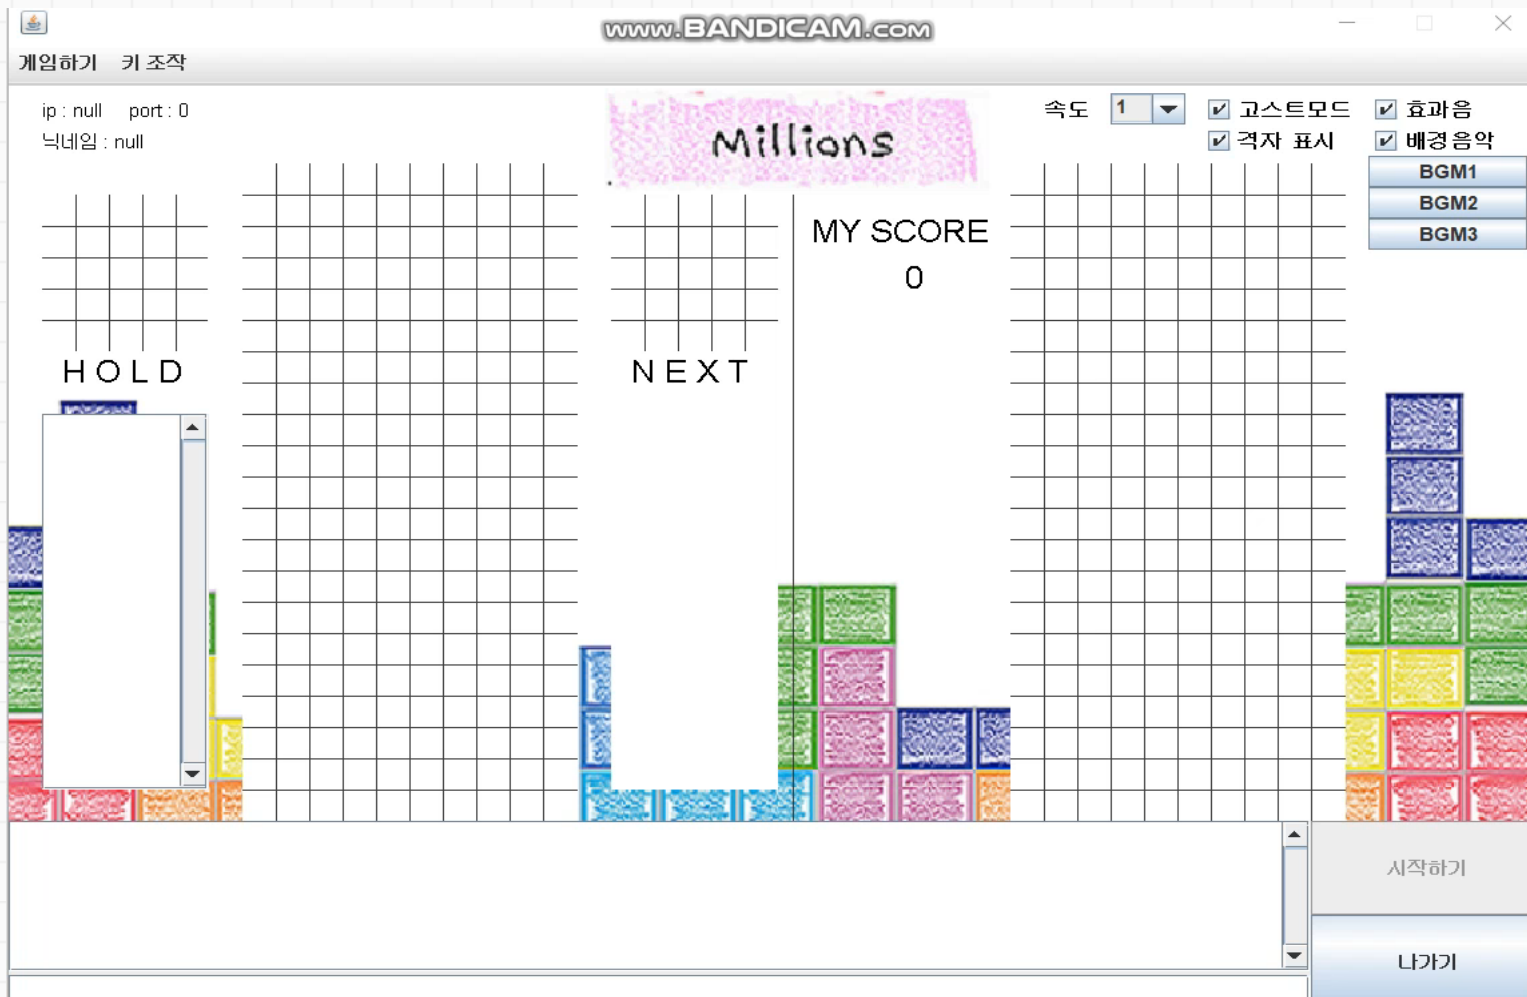 www.BANDICAM.com
게임하기 키 조작
ip : null port : 0
닉네임 : null
Millions
속도 1
고스트모드 효과음
격자 표시 배경음악
BGM1
BGM2
BGM3
MY SCORE
0
HOLD
NEXT
시작하기
나가기